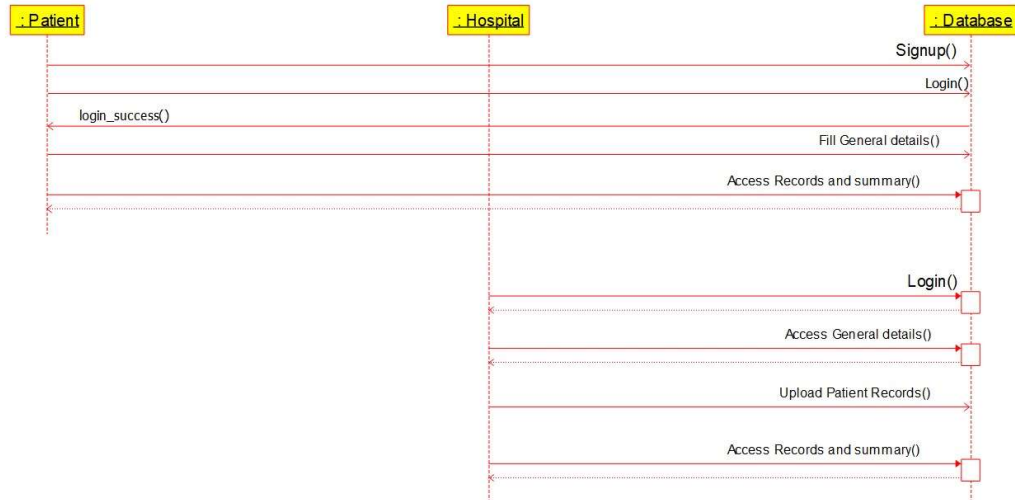 : Patient
: Hospital
: Database
Signup()
Login()
login_success()
Fill General details()
Access Records and summary()
Login()
Access General details()
Upload Patient Records()
Access Records and summary()